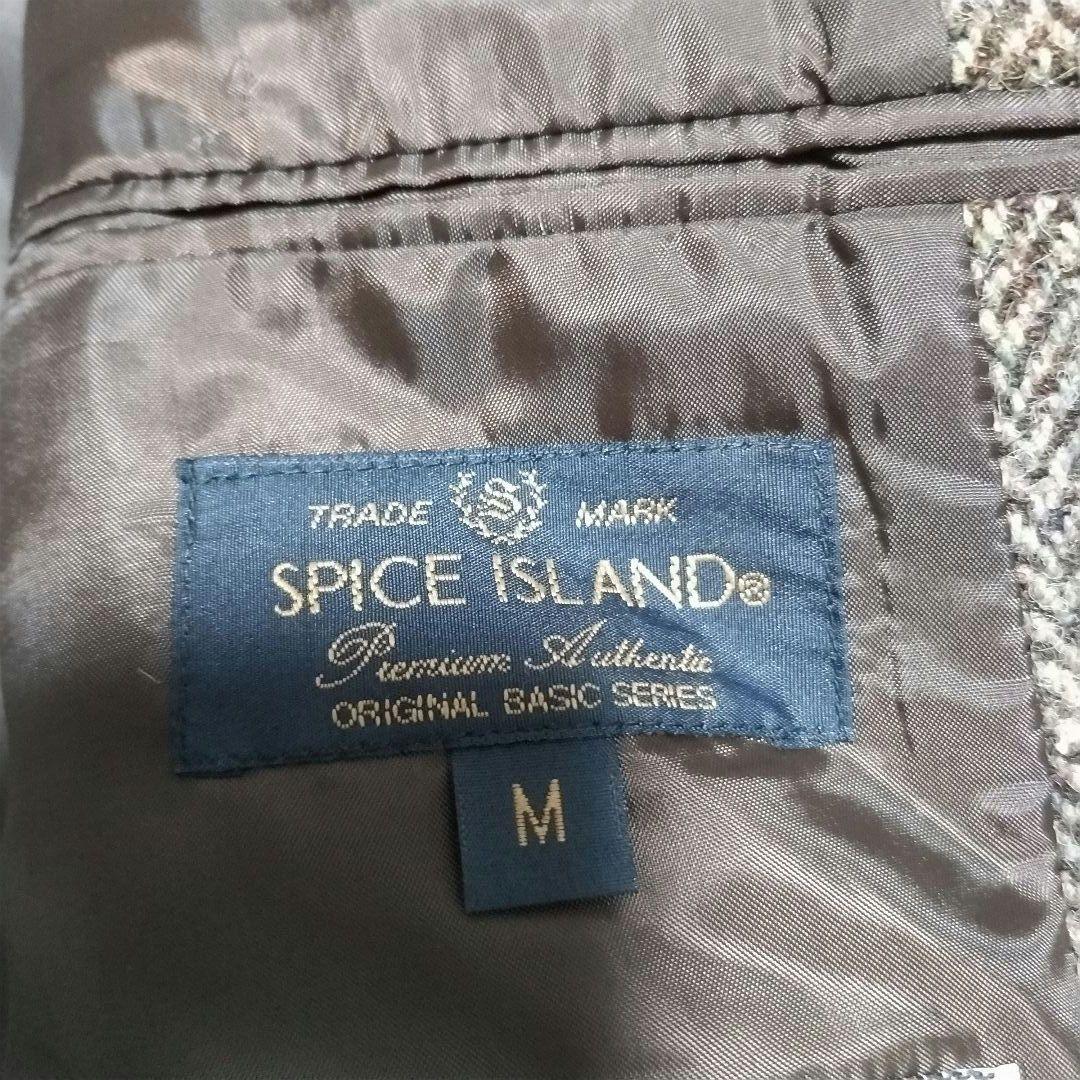 TRADE S MARK
SPICE ISLAND®
Premium Authentic
ORIGINAL BASIC SERIES
M